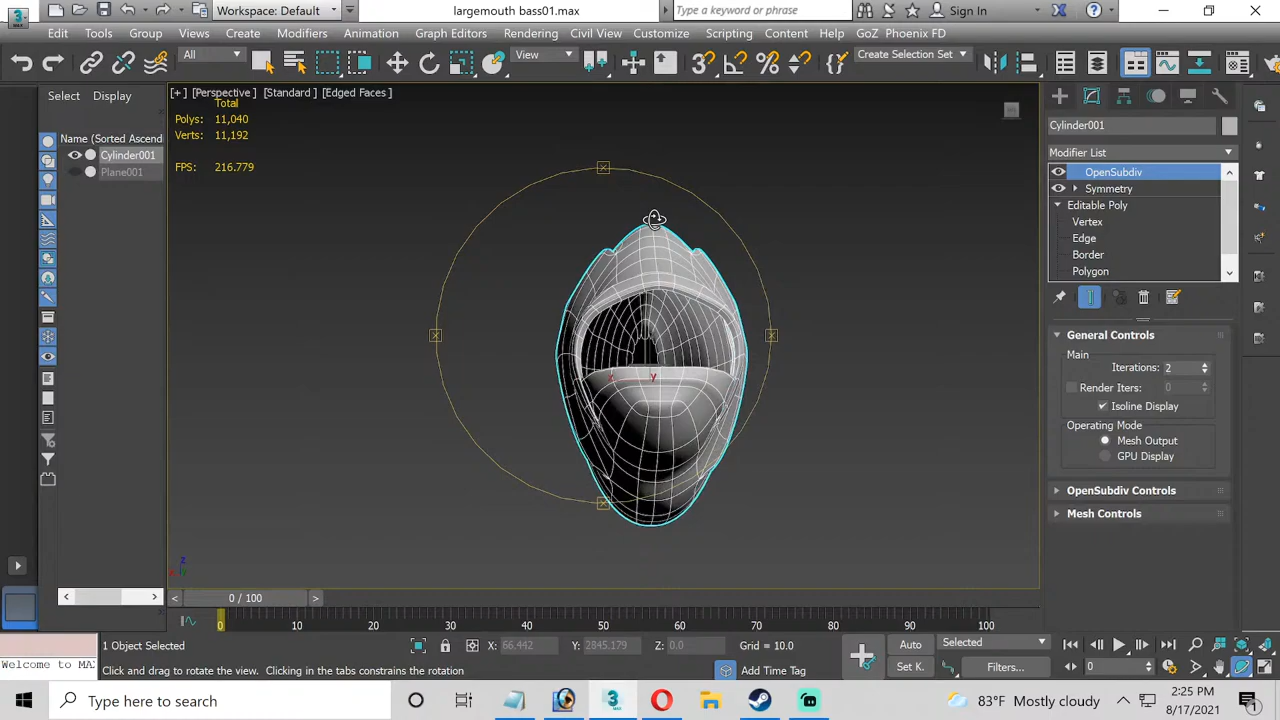 Workspace: Default
largemouth bass01.max
Type a keyword or phrase
Sign In
Edit Tools Group Views Create Modifiers Animation Graph Editors Rendering Civil View Customize Scripting Content Help GoZ Phoenix FD
All
View
Create Selection Set
Select Display
Name (Sorted Ascend
Cylinder001
Plane001
[+] [Perspective] [Standard] [Edged Faces]
Total
Polys: 11,040
Verts: 11,192
FPS: 216.779
x y
z
Cylinder001
Modifier List
OpenSubdiv
Symmetry
Editable Poly
Vertex
Edge
Border
Polygon
General Controls
Main
Iterations: 2
Render Iters: 0
Isoline Display
Operating Mode
Mesh Output
GPU Display
OpenSubdiv Controls
Mesh Controls
0 / 100
0 10 20 30 40 50 60 70 80 90 100
1 Object Selected
X: 66.442 Y: 2845.179 Z: 0.0 Grid = 10.0
Auto Selected
Welcome to MAX
Click and drag to rotate the view. Clicking in the tabs constrains the rotation
Add Time Tag
Set K. Filters...
0
Type here to search
83°F Mostly cloudy
2:25 PM
8/17/2021